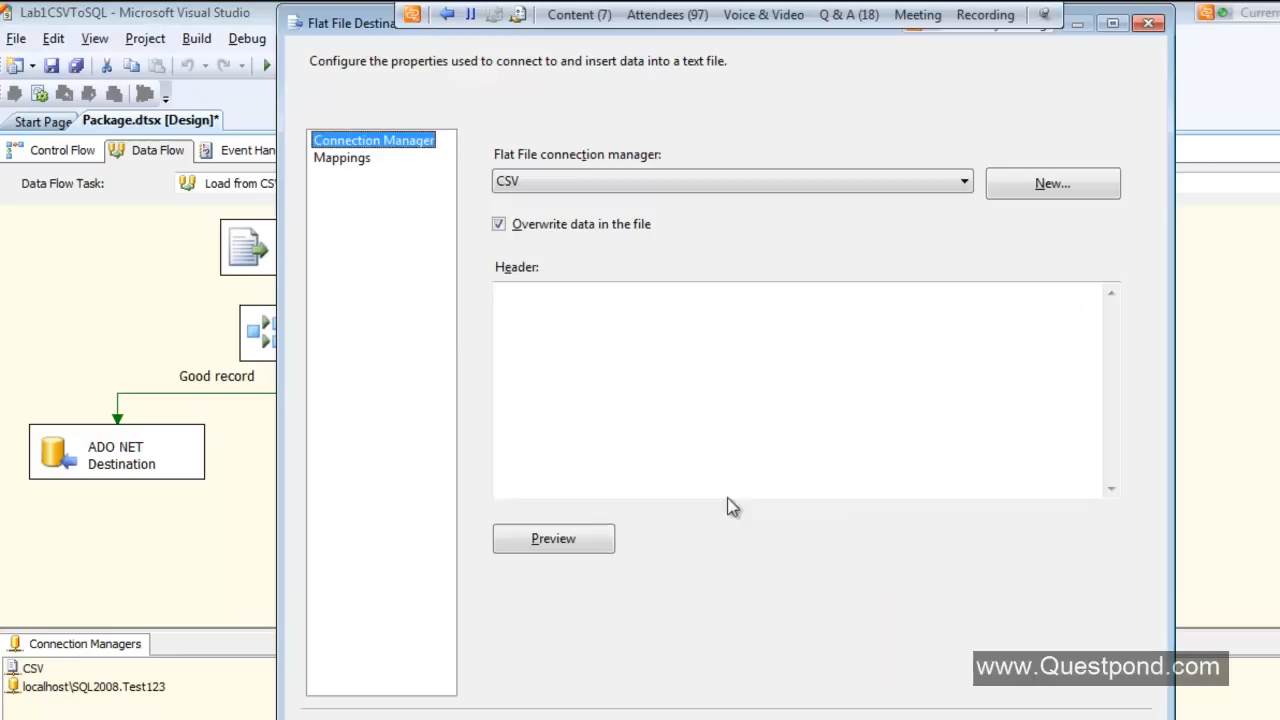 Lab1CSVToSQL - Microsoft Visual Studio
Flat File Destina
Content (7) Attendees (97) Voice & Video Q & A (18) Meeting Recording
Curren
File Edit View Project Build Debug
Configure the properties used to connect to and insert data into a text file.
Start Page Package.dtsx [Design]*
Control Flow Data Flow Event Han
Data Flow Task: Load from CS
Connection Manager
Mappings
Flat File connection manager:
CSV
New...
Overwrite data in the file
Header:
Good record
ADO NET
Destination
Preview
Connection Managers
CSV
localhost\SQL2008.Test123
www.Questpond.com